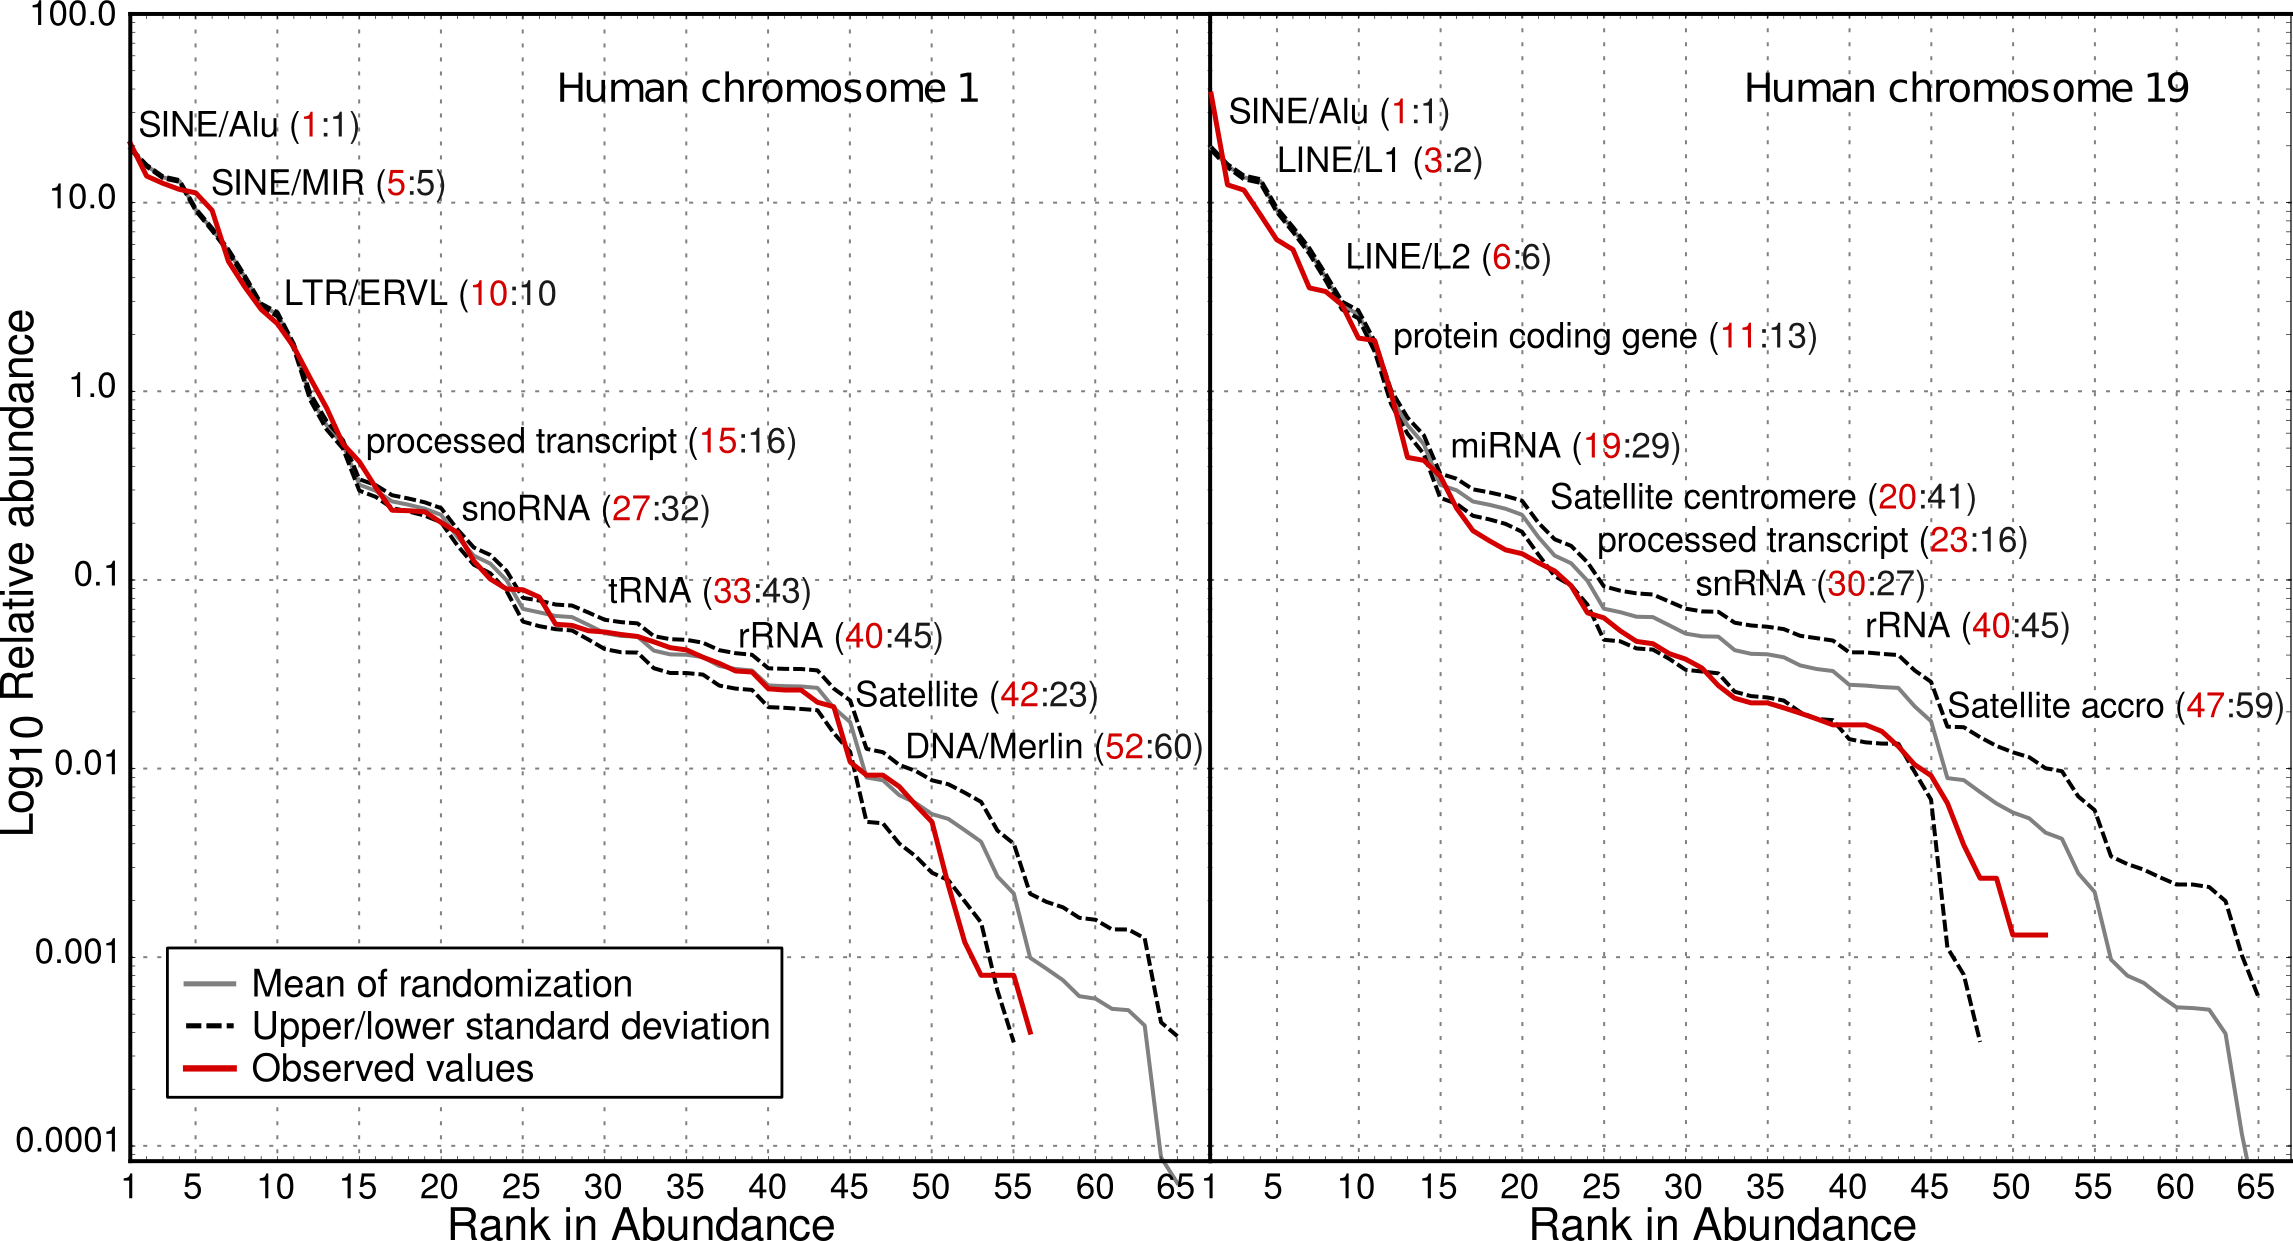 Human chromosome 1
SINE/Alu (1:1)
SINE/MIR (5:5)
LTR/ERVL (10:10
processed transcript (15:16)
snoRNA (27:32)
tRNA (33:43)
rRNA (40:45)
Satellite (42:23)
DNA/Merlin (52:60)
Human chromosome 19
SINE/Alu (1:1)
LINE/L1 (3:2)
LINE/L2 (6:6)
protein coding gene (11:13)
miRNA (19:29)
Satellite centromere (20:41)
processed transcript (23:16)
snRNA (30:27)
rRNA (40:45)
Satellite accro (47:59)
Log10 Relative abundance
100.0
10.0
1.0
0.1
0.01
0.001
0.0001
Mean of randomization
Upper/lower standard deviation
Observed values
1 5 10 15 20 25 30 35 40 45 50 55 60 65
1 5 10 15 20 25 30 35 40 45 50 55 60 65
Rank in Abundance
Rank in Abundance